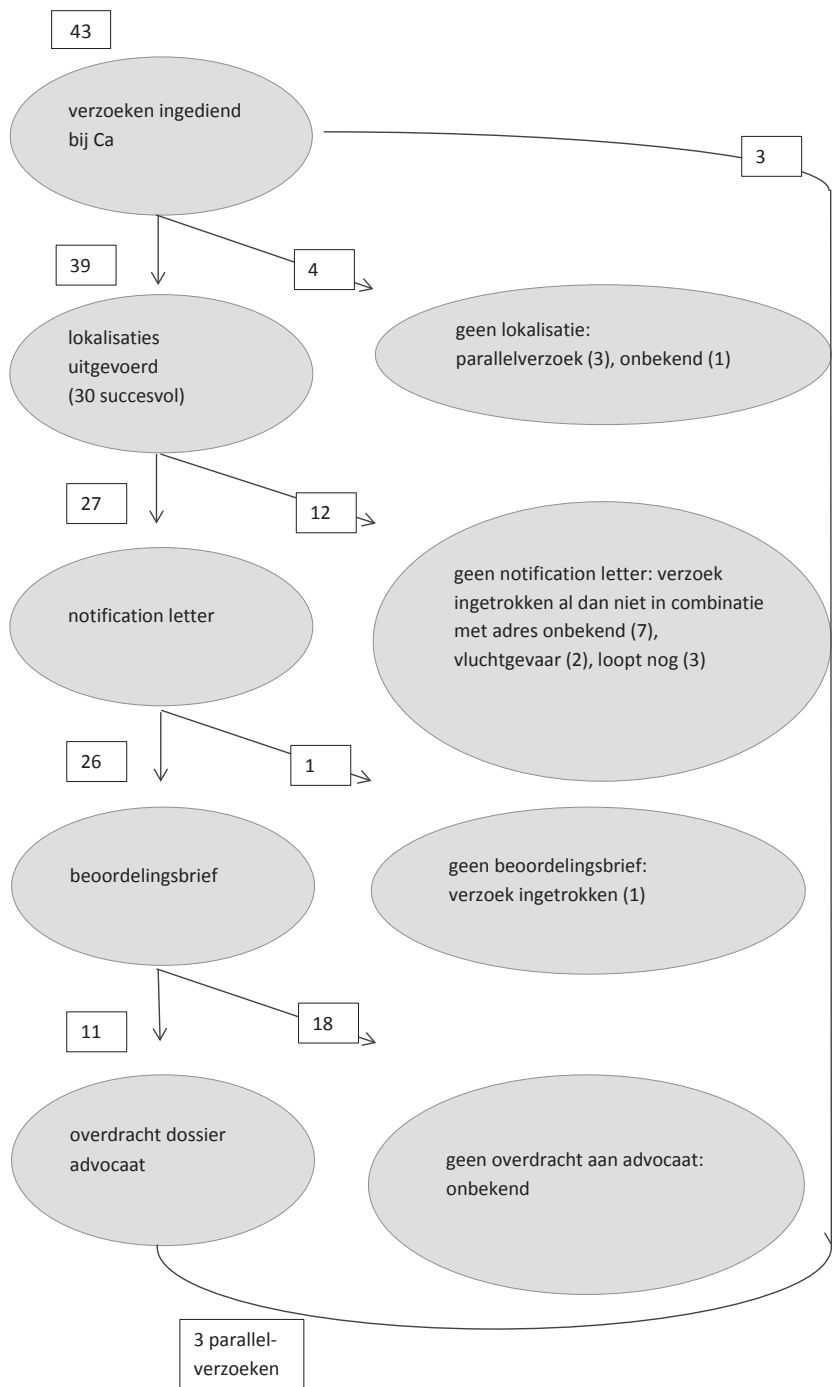 43
verzoeken ingediend
bij Ca
3
39
4
lokalisaties
uitgevoerd
(30 succesvol)
geen lokalisatie:
parallelverzoek (3), onbekend (1)
27
12
notification letter
geen notification letter: verzoek
ingetrokken al dan niet in combinatie
met adres onbekend (7),
vluchtgevaar (2), loopt nog (3)
26
1
beoordelingsbrief
geen beoordelingsbrief:
verzoek ingetrokken (1)
11
18
overdracht dossier
advocaat
geen overdracht aan advocaat:
onbekend
3 parallel-
verzoeken